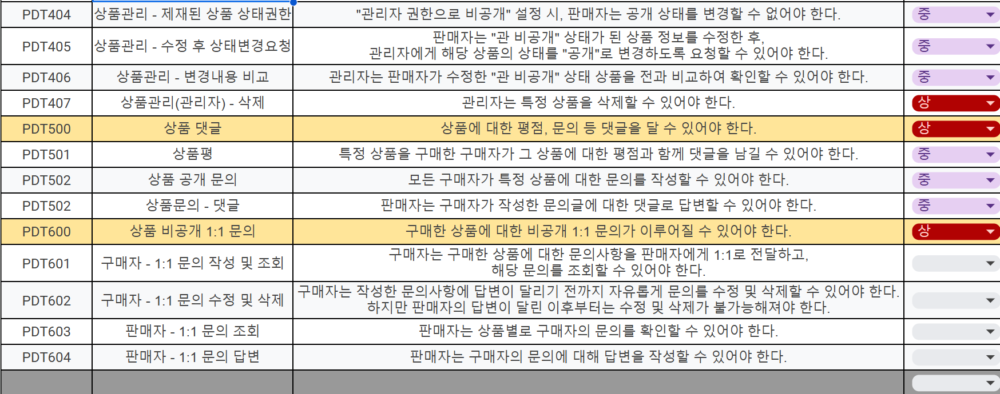 PDT404 상품관리 - 제재된 상품 상태권한 "관리자 권한으로 비공개" 설정 시, 판매자는 공개 상태를 변경할 수 없어야 한다. 중
PDT405 상품관리 - 수정 후 상태변경요청 판매자는 "관 비공개" 상태가 된 상품 정보를 수정한 후, 중
관리자에게 해당 상품의 상태를 "공개"로 변경하도록 요청할 수 있어야 한다.
PDT406 상품관리 - 변경내용 비교 관리자는 판매자가 수정한 "관 비공개" 상태 상품을 전과 비교하여 확인할 수 있어야 한다. 중
PDT407 상품관리(관리자) - 삭제 관리자는 특정 상품을 삭제할 수 있어야 한다. 상
PDT500 상품 댓글 상품에 대한 평점, 문의 등 댓글을 달 수 있어야 한다. 상
PDT501 상품평 특정 상품을 구매한 구매자가 그 상품에 대한 평점과 함께 댓글을 남길 수 있어야 한다. 중
PDT502 상품 공개 문의 모든 구매자가 특정 상품에 대한 문의를 작성할 수 있어야 한다. 중
PDT502 상품문의 - 댓글 판매자는 구매자가 작성한 문의글에 대한 댓글로 답변할 수 있어야 한다. 중
PDT600 상품 비공개 1:1 문의 구매한 상품에 대한 비공개 1:1 문의가 이루어질 수 있어야 한다. 상
PDT601 구매자 - 1:1 문의 작성 및 조회 구매자는 구매한 상품에 대한 문의사항을 판매자에게 1:1로 전달하고,
해당 문의를 조회할 수 있어야 한다.
PDT602 구매자 - 1:1 문의 수정 및 삭제 구매자는 작성한 문의사항에 답변이 달리기 전까지 자유롭게 문의를 수정 및 삭제할 수 있어야 한다.
하지만 판매자의 답변이 달린 이후부터는 수정 및 삭제가 불가능해져야 한다.
PDT603 판매자 - 1:1 문의 조회 판매자는 상품별로 구매자의 문의를 확인할 수 있어야 한다.
PDT604 판매자 - 1:1 문의 답변 판매자는 구매자의 문의에 대해 답변을 작성할 수 있어야 한다.